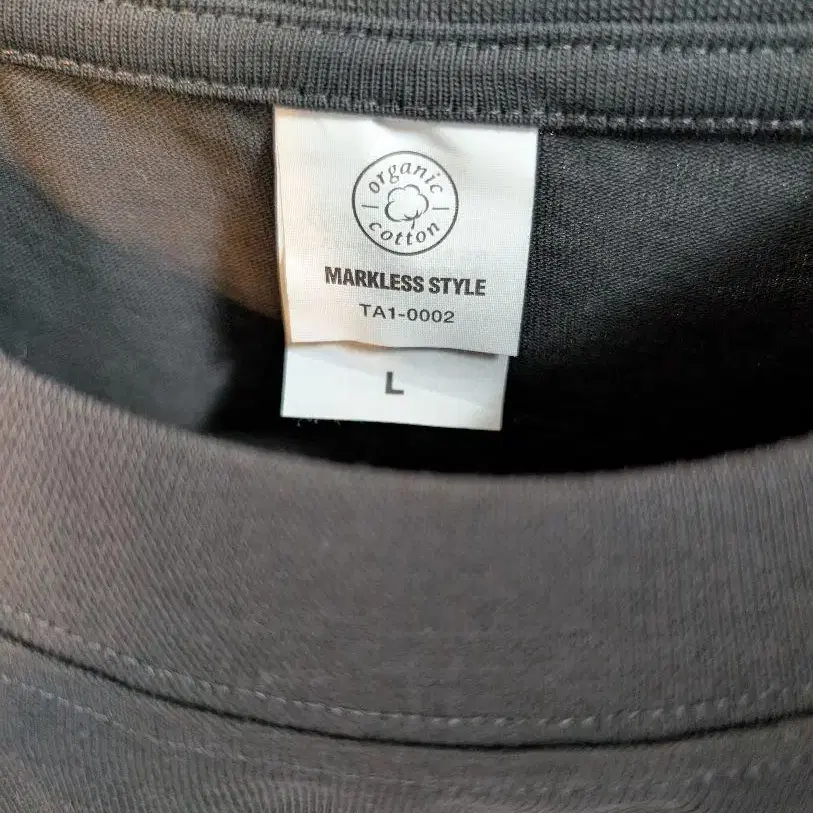 organic
cotton
MARKLESS STYLE
TA1-0002
L